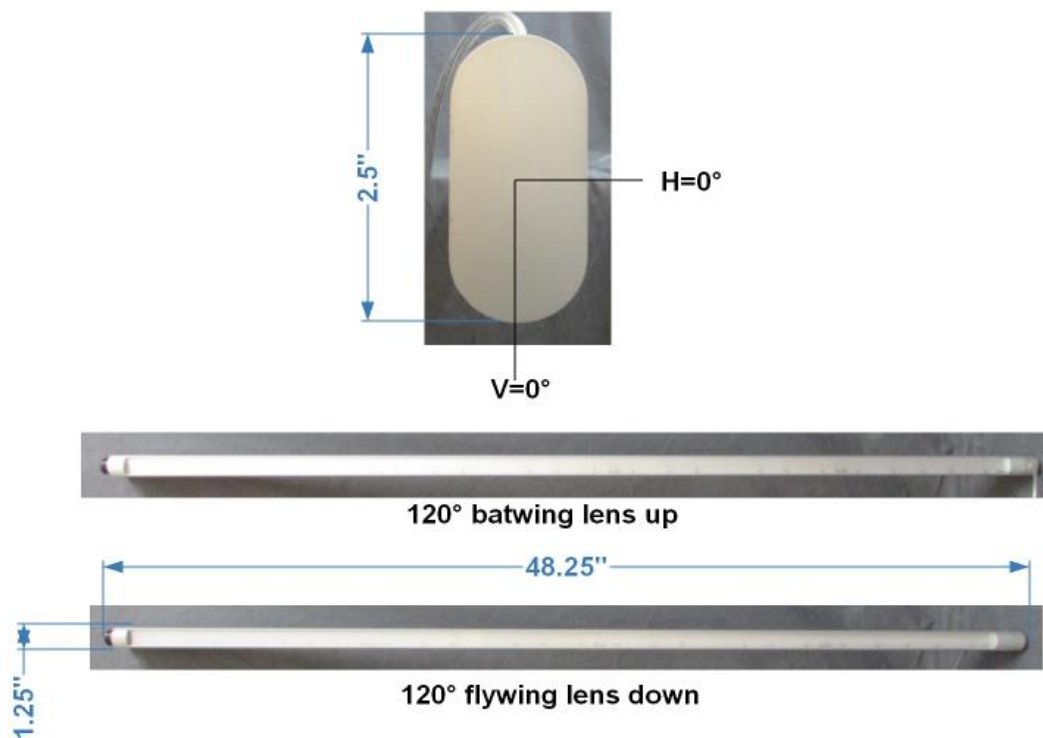 2.5"
H=0°
V=0°
120° batwing lens up
48.25"
1.25"
120° flywing lens down